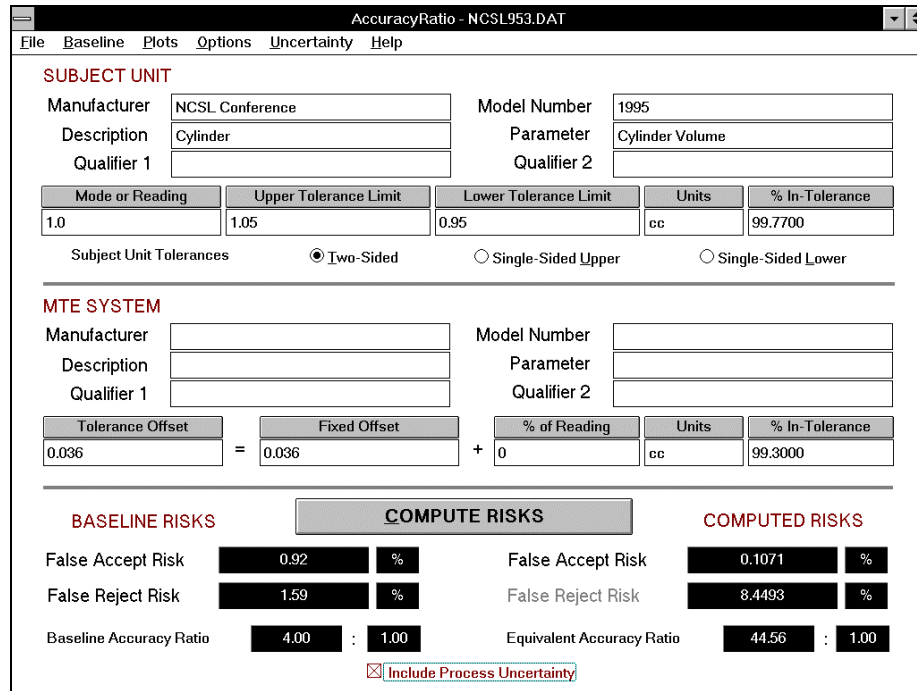 AccuracyRatio - NCSL953.DAT
File Baseline Plots Options Uncertainty Help
SUBJECT UNIT
Manufacturer NCSL Conference Model Number 1995
Description Cylinder Parameter Cylinder Volume
Qualifier 1 Qualifier 2
Mode or Reading Upper Tolerance Limit Lower Tolerance Limit Units % In-Tolerance
1.0 1.05 0.95 cc 99.7700
Subject Unit Tolerances Two-Sided Single-Sided Upper Single-Sided Lower
MTE SYSTEM
Manufacturer Model Number
Description Parameter
Qualifier 1 Qualifier 2
Tolerance Offset Fixed Offset % of Reading Units % In-Tolerance
0.036 = 0.036 + 0 cc 99.3000
BASELINE RISKS COMPUTE RISKS COMPUTED RISKS
False Accept Risk 0.92 % False Accept Risk 0.1071 %
False Reject Risk 1.59 % False Reject Risk 8.4493 %
Baseline Accuracy Ratio 4.00 : 1.00 Equivalent Accuracy Ratio 44.56 : 1.00
Include Process Uncertainty